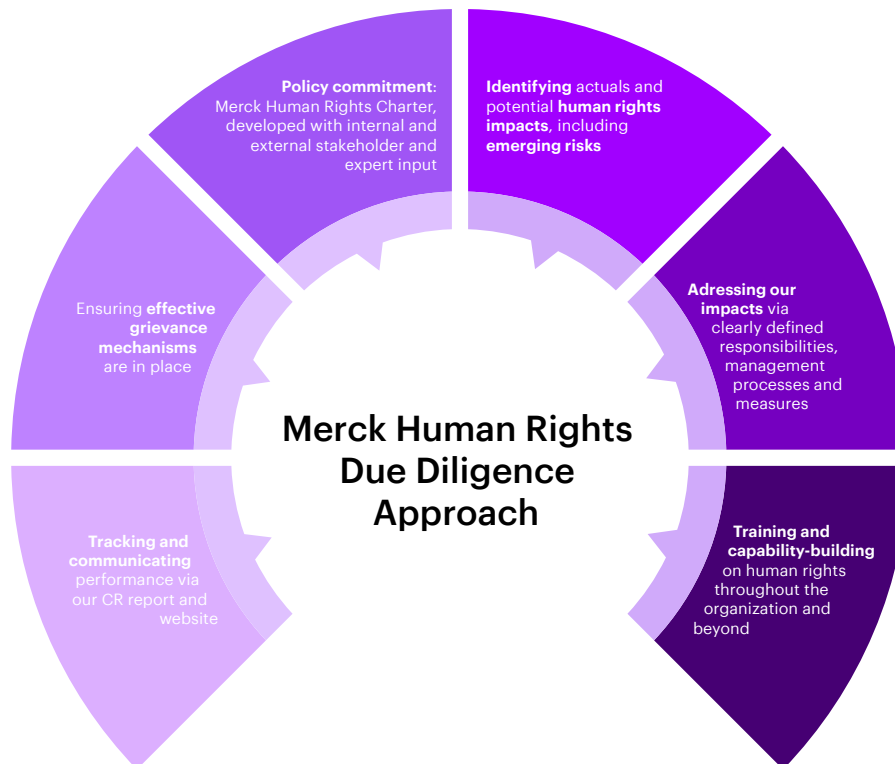 Policy commitment:
Merck Human Rights Charter,
developed with internal and
external stakeholder and
expert input
Identifying actuals and
potential human rights
impacts, including
emerging risks
Adressing our
impacts via
clearly defined
responsibilities,
management
processes and
measures
Training and
capability-building
on human rights
throughout the
organization and
beyond
Ensuring effective
grievance
mechanisms
are in place
Tracking and
communicating
performance via
our CR report and
website
Merck Human Rights
Due Diligence
Approach